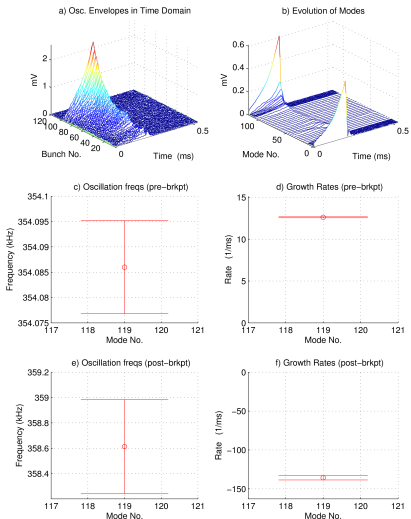 a) Osc. Envelopes in Time Domain
b) Evolution of Modes
mV
2
1
0
120
100
80
60
40
20
0
0.5
Bunch No.
Time (ms)
mV
0.6
0.4
0.2
0
100
50
0
0
0.5
Mode No.
Time (ms)
c) Oscillation freqs (pre−brkpt)
d) Growth Rates (pre−brkpt)
Frequency (kHz)
354.1
354.095
354.09
354.085
354.08
354.075
117 118 119 120 121
Mode No.
Rate (1/ms)
15
10
5
0
117 118 119 120 121
Mode No.
e) Oscillation freqs (post−brkpt)
f) Growth Rates (post−brkpt)
Frequency (kHz)
359.2
359
358.8
358.6
358.4
117 118 119 120 121
Mode No.
Rate (1/ms)
0
−50
−100
−150
117 118 119 120 121
Mode No.